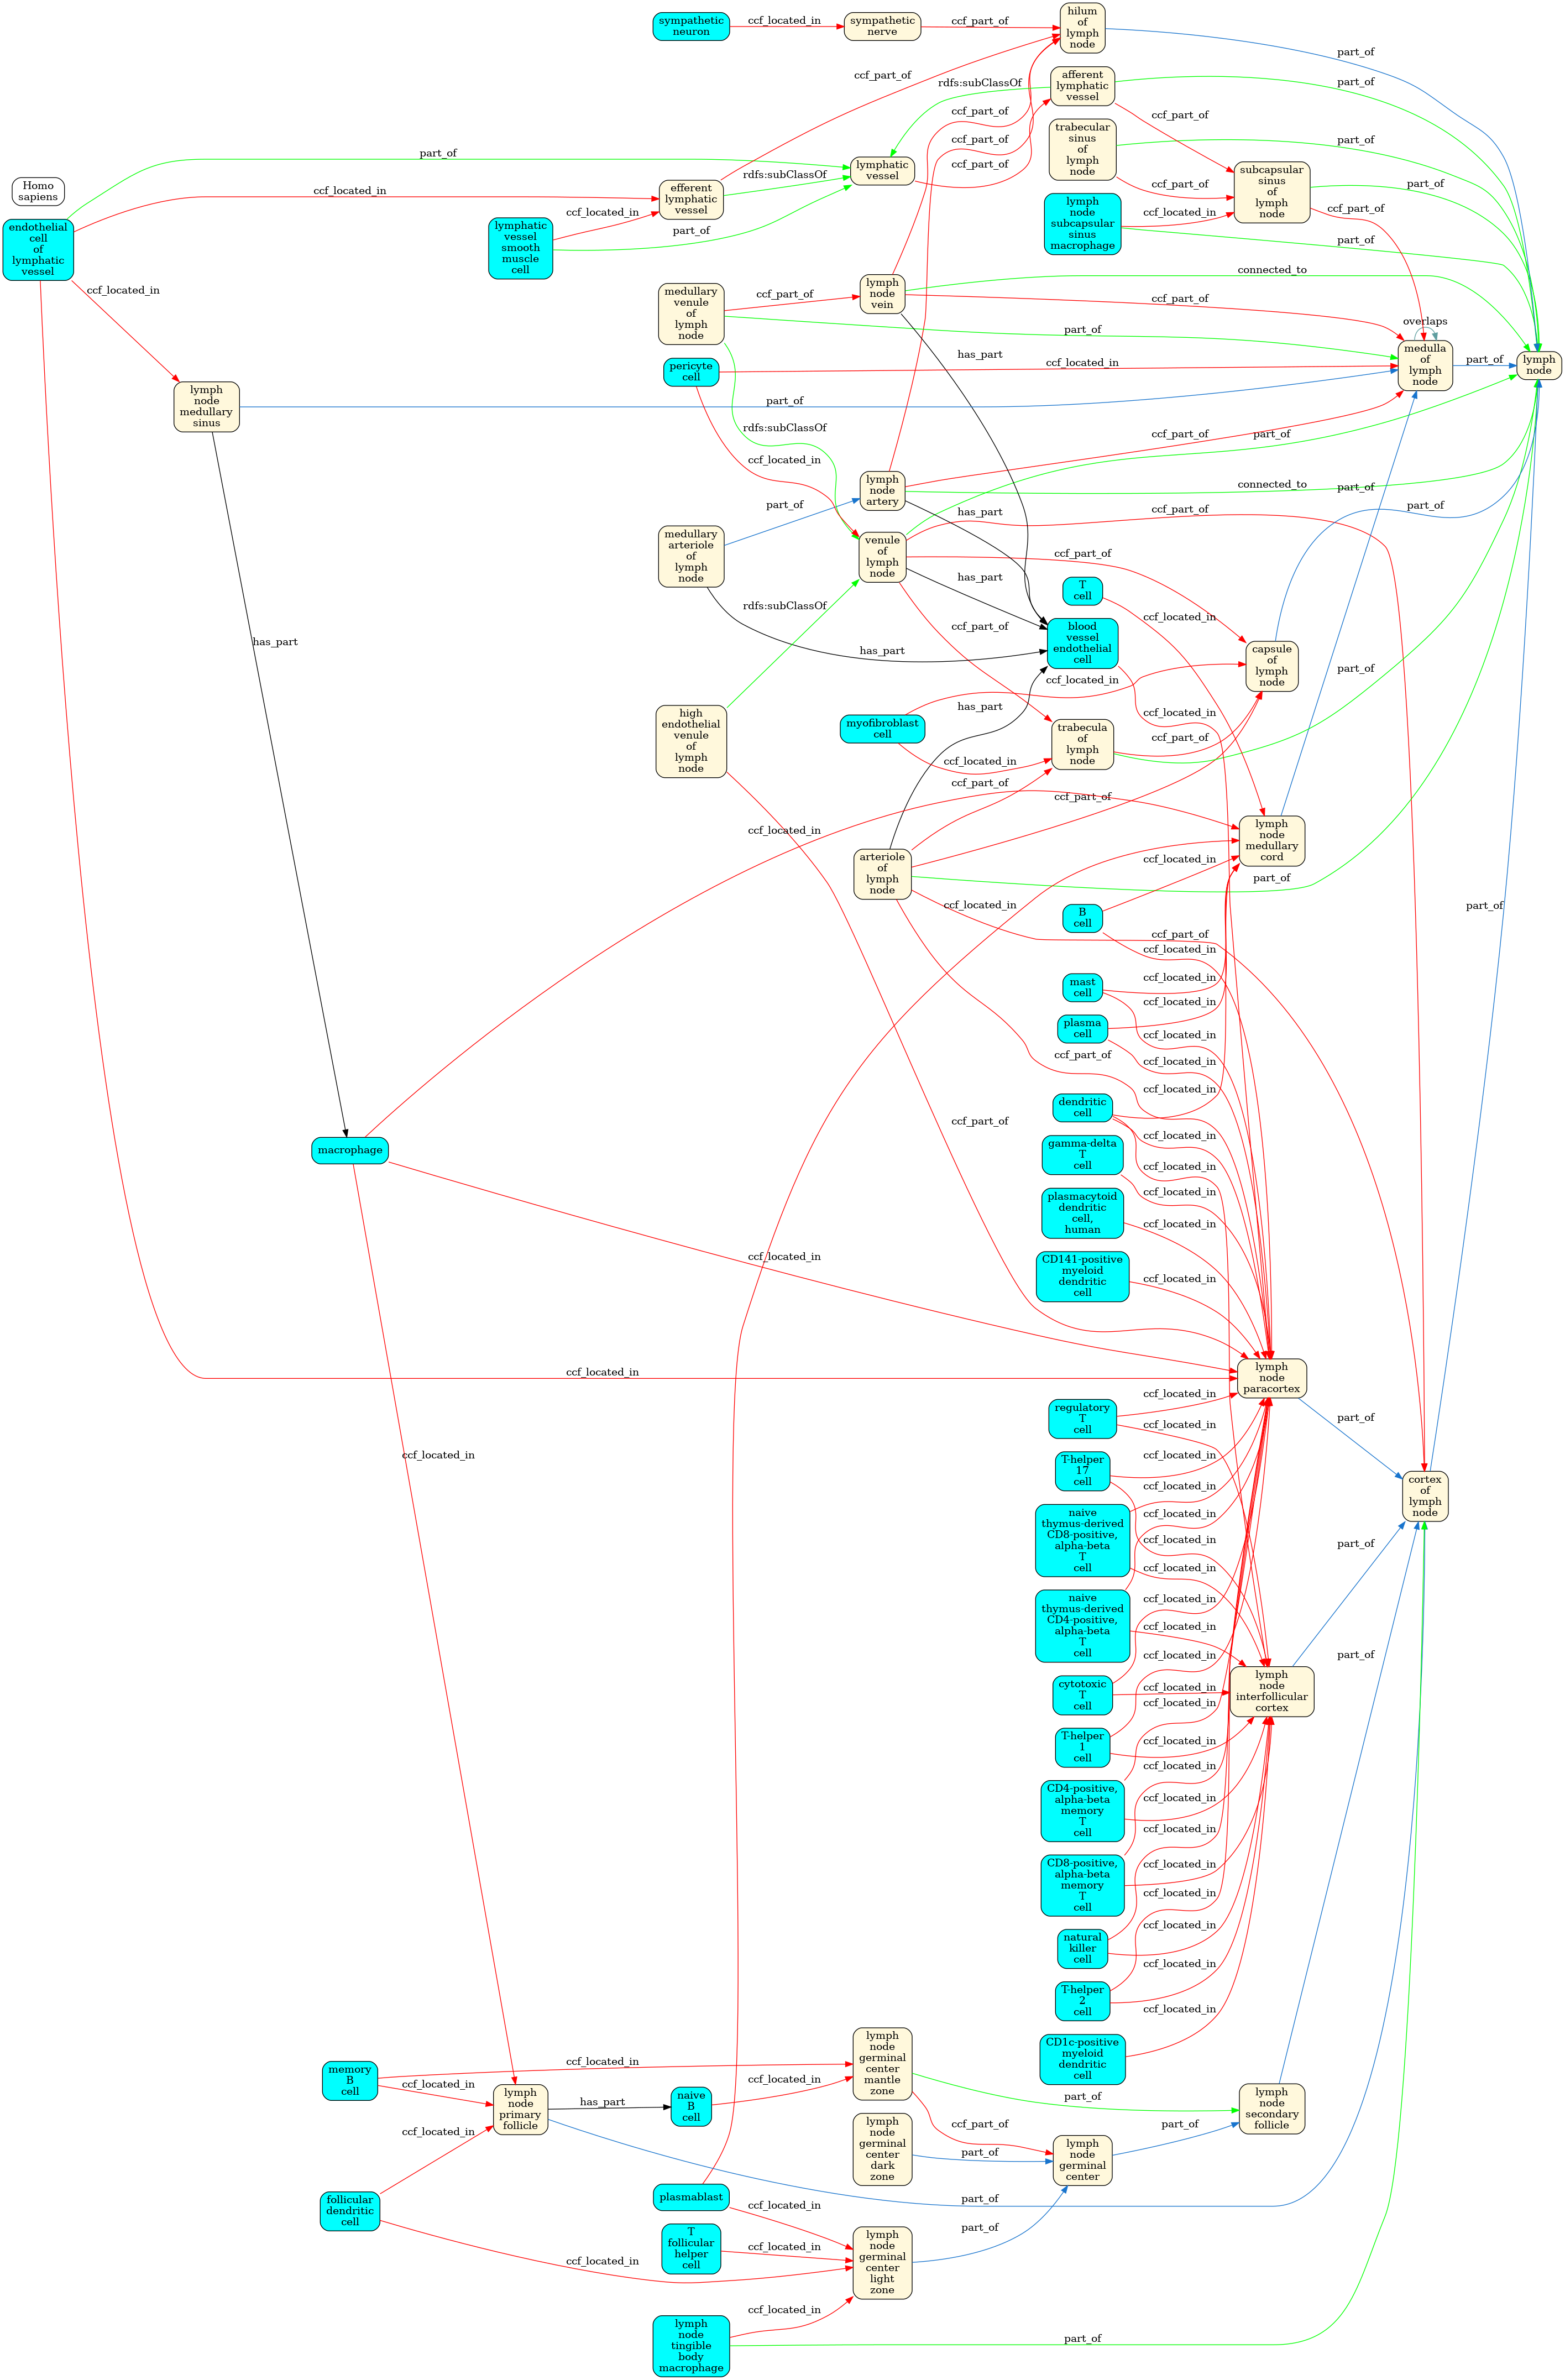 hilum
of
lymph
node
sympathetic
neuron
ccf_located_in
sympathetic
nerve
ccf_part_of
part_of
ccf_part_of
rdfs:subClassOf
afferent
lymphatic
vessel
part_of
ccf_part_of
ccf_part_of
trabecular
sinus
of
lymph
node
part_of
ccf_part_of
part_of
ccf_part_of
lymphatic
vessel
ccf_part_of
rdfs:subClassOf
subcapsular
sinus
of
lymph
node
part_of
Homo
sapiens
ccf_located_in
efferent
lymphatic
vessel
ccf_located_in
lymph
node
subcapsular
sinus
macrophage
ccf_located_in
ccf_part_of
endothelial
cell
of
lymphatic
vessel
lymphatic
vessel
smooth
muscle
cell
part_of
part_of
ccf_located_in
medullary
venule
of
lymph
node
ccf_part_of
lymph
node
vein
connected_to
ccf_part_of
overlaps
part_of
has_part
medulla
of
lymph
node
part_of
lymph
node
pericyte
cell
ccf_located_in
lymph
node
medullary
sinus
part_of
rdfs:subClassOf
ccf_located_in
ccf_part_of
part_of
lymph
node
artery
connected_to
part_of
part_of
medullary
arteriole
of
lymph
node
part_of
has_part
ccf_part_of
part_of
venule
of
lymph
node
ccf_part_of
has_part
T
cell
rdfs:subClassOf
ccf_located_in
ccf_part_of
blood
vessel
endothelial
cell
has_part
has_part
capsule
of
lymph
node
part_of
ccf_located_in
high
endothelial
venule
of
lymph
node
has_part
ccf_located_in
myofibroblast
cell
trabecula
of
lymph
node
ccf_part_of
ccf_located_in
ccf_part_of
ccf_part_of
ccf_located_in
lymph
node
medullary
cord
arteriole
of
lymph
node
ccf_located_in
part_of
ccf_located_in
B
cell
part_of
ccf_part_of
ccf_located_in
mast
cell
ccf_located_in
ccf_located_in
plasma
cell
ccf_located_in
ccf_part_of
ccf_located_in
ccf_located_in
dendritic
cell
ccf_part_of
ccf_located_in
gamma-delta
T
cell
macrophage
ccf_located_in
ccf_located_in
plasmacytoid
dendritic
cell,
human
ccf_located_in
ccf_located_in
CD141-positive
myeloid
dendritic
cell
ccf_located_in
ccf_located_in
lymph
node
paracortex
ccf_located_in
regulatory
T
cell
ccf_located_in
part_of
ccf_located_in
T-helper
17
cell
ccf_located_in
ccf_located_in
cortex
of
lymph
node
naive
thymus-derived
CD8-positive,
alpha-beta
T
cell
ccf_located_in
ccf_located_in
part_of
ccf_located_in
naive
thymus-derived
CD4-positive,
alpha-beta
T
cell
ccf_located_in
ccf_located_in
ccf_located_in
part_of
cytotoxic
T
cell
ccf_located_in
ccf_located_in
lymph
node
interfollicular
cortex
T-helper
1
cell
ccf_located_in
ccf_located_in
CD4-positive,
alpha-beta
memory
T
cell
ccf_located_in
ccf_located_in
CD8-positive,
alpha-beta
memory
T
cell
ccf_located_in
ccf_located_in
natural
killer
cell
ccf_located_in
ccf_located_in
T-helper
2
cell
ccf_located_in
CD1c-positive
myeloid
dendritic
cell
memory
B
cell
ccf_located_in
ccf_located_in
lymph
node
germinal
center
mantle
zone
part_of
lymph
node
primary
follicle
has_part
naive
B
cell
ccf_located_in
lymph
node
secondary
follicle
ccf_located_in
ccf_part_of
part_of
lymph
node
germinal
center
dark
zone
part_of
lymph
node
germinal
center
follicular
dendritic
cell
plasmablast
ccf_located_in
part_of
T
follicular
helper
cell
ccf_located_in
part_of
ccf_located_in
lymph
node
germinal
center
light
zone
ccf_located_in
lymph
node
tingible
body
macrophage
part_of